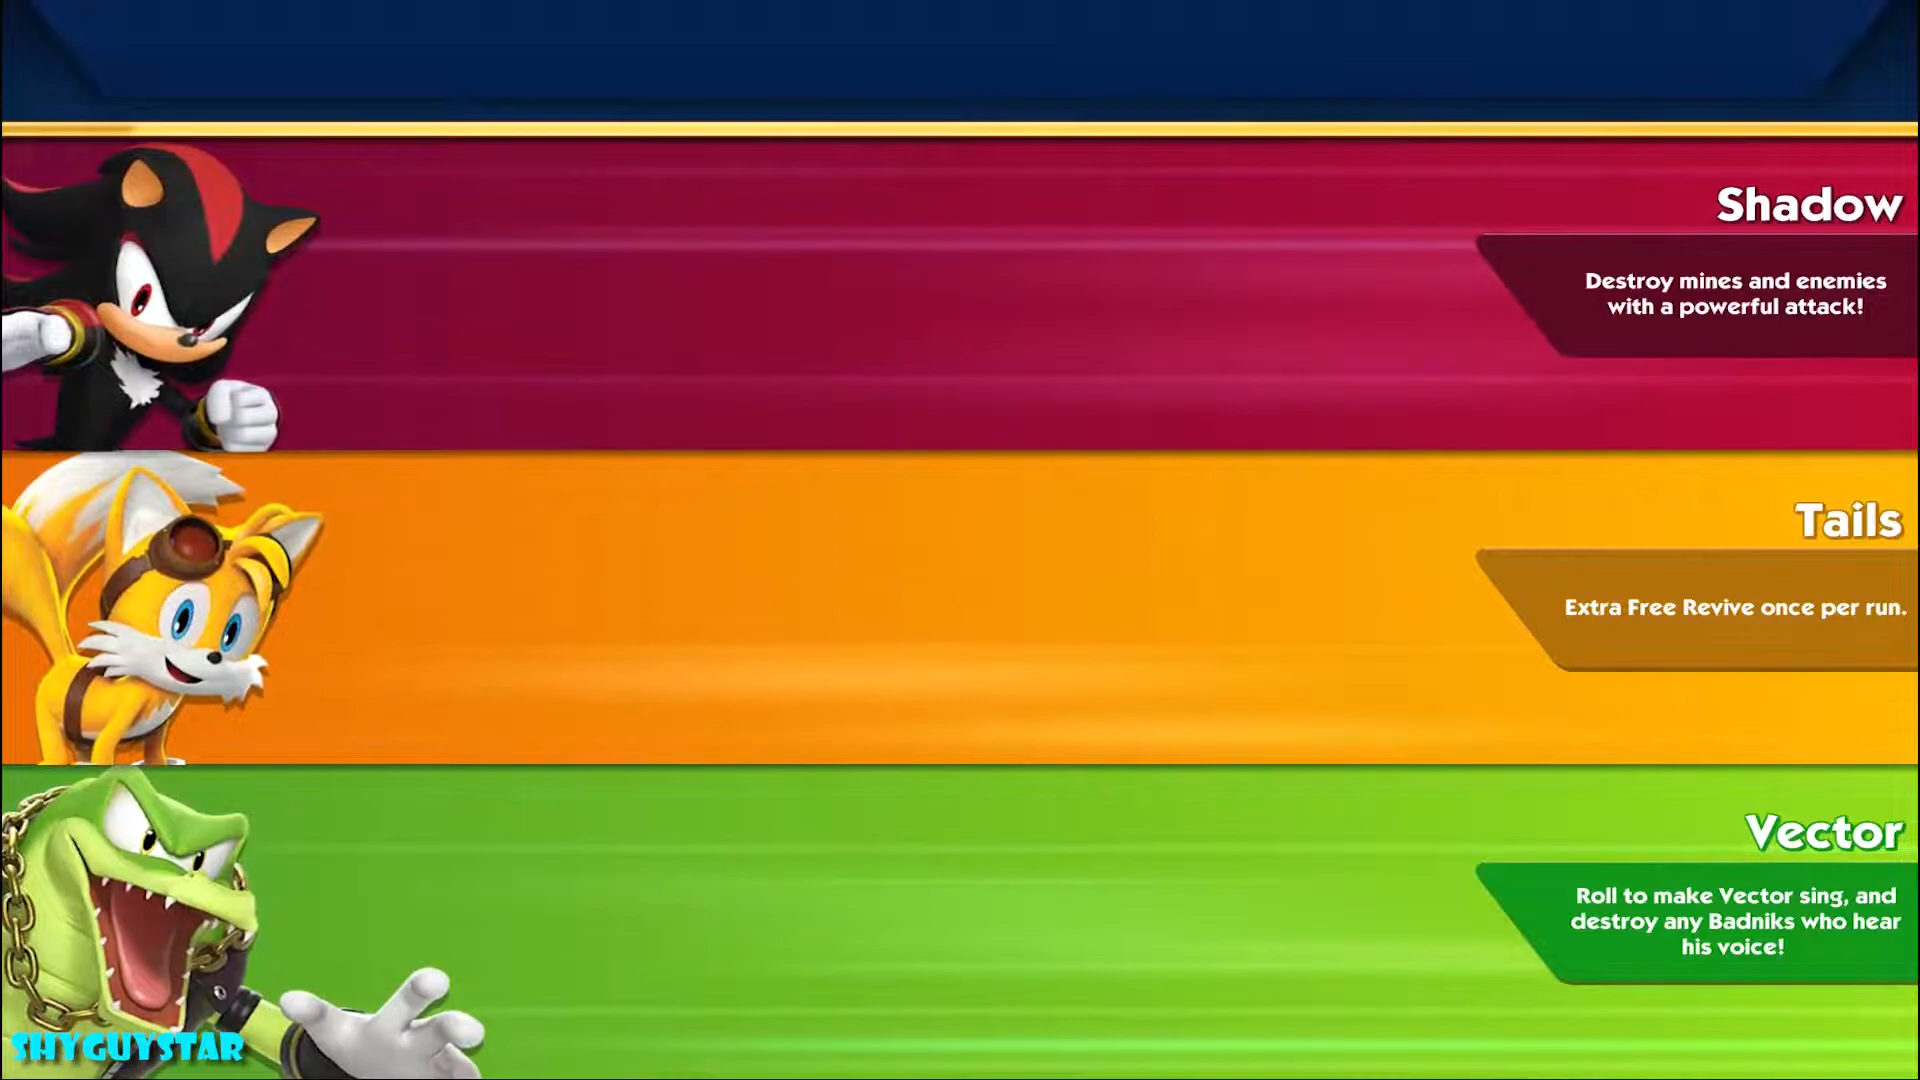 Shadow
Destroy mines and enemies
with a powerful attack!
Tails
Extra Free Revive once per run.
Vector
Roll to make Vector sing, and
destroy any Badniks who hear
his voice!
SHYGUYSTAR